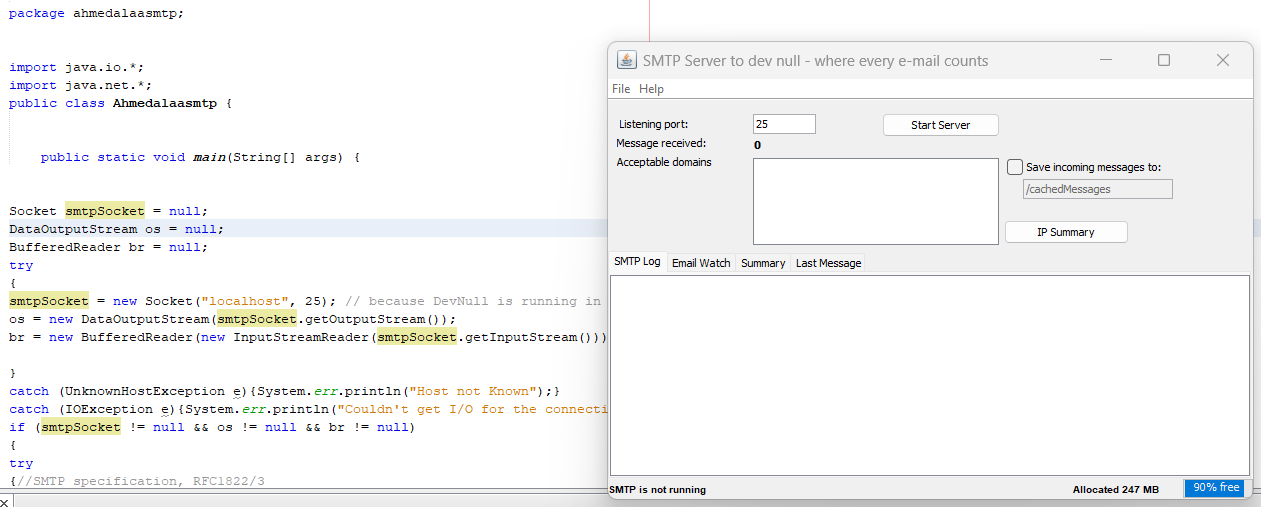 package ahmedalaasmtp;
import java.io.*;
import java.net.*;
public class Ahmedalaasmtp {
public static void main(String[] args) {
Socket smtpSocket = null;
DataOutputStream os = null;
BufferedReader br = null;
try
{
smtpSocket = new Socket("localhost", 25); // because DevNull is running in
os = new DataOutputStream(smtpSocket.getOutputStream());
br = new BufferedReader(new InputStreamReader(smtpSocket.getInputStream()))
}
catch (UnknownHostException e){System.err.println("Host not Known");}
catch (IOException e){System.err.println("Couldn't get I/O for the connecti
if (smtpSocket != null && os != null && br != null)
{
try
{//SMTP specification, RFC1822/3
SMTP Server to dev null - where every e-mail counts
File Help
Listening port: 25 Start Server
Message received: 0
Acceptable domains
Save incoming messages to:
/cachedMessages
IP Summary
SMTP Log Email Watch Summary Last Message
SMTP is not running Allocated 247 MB 90% free